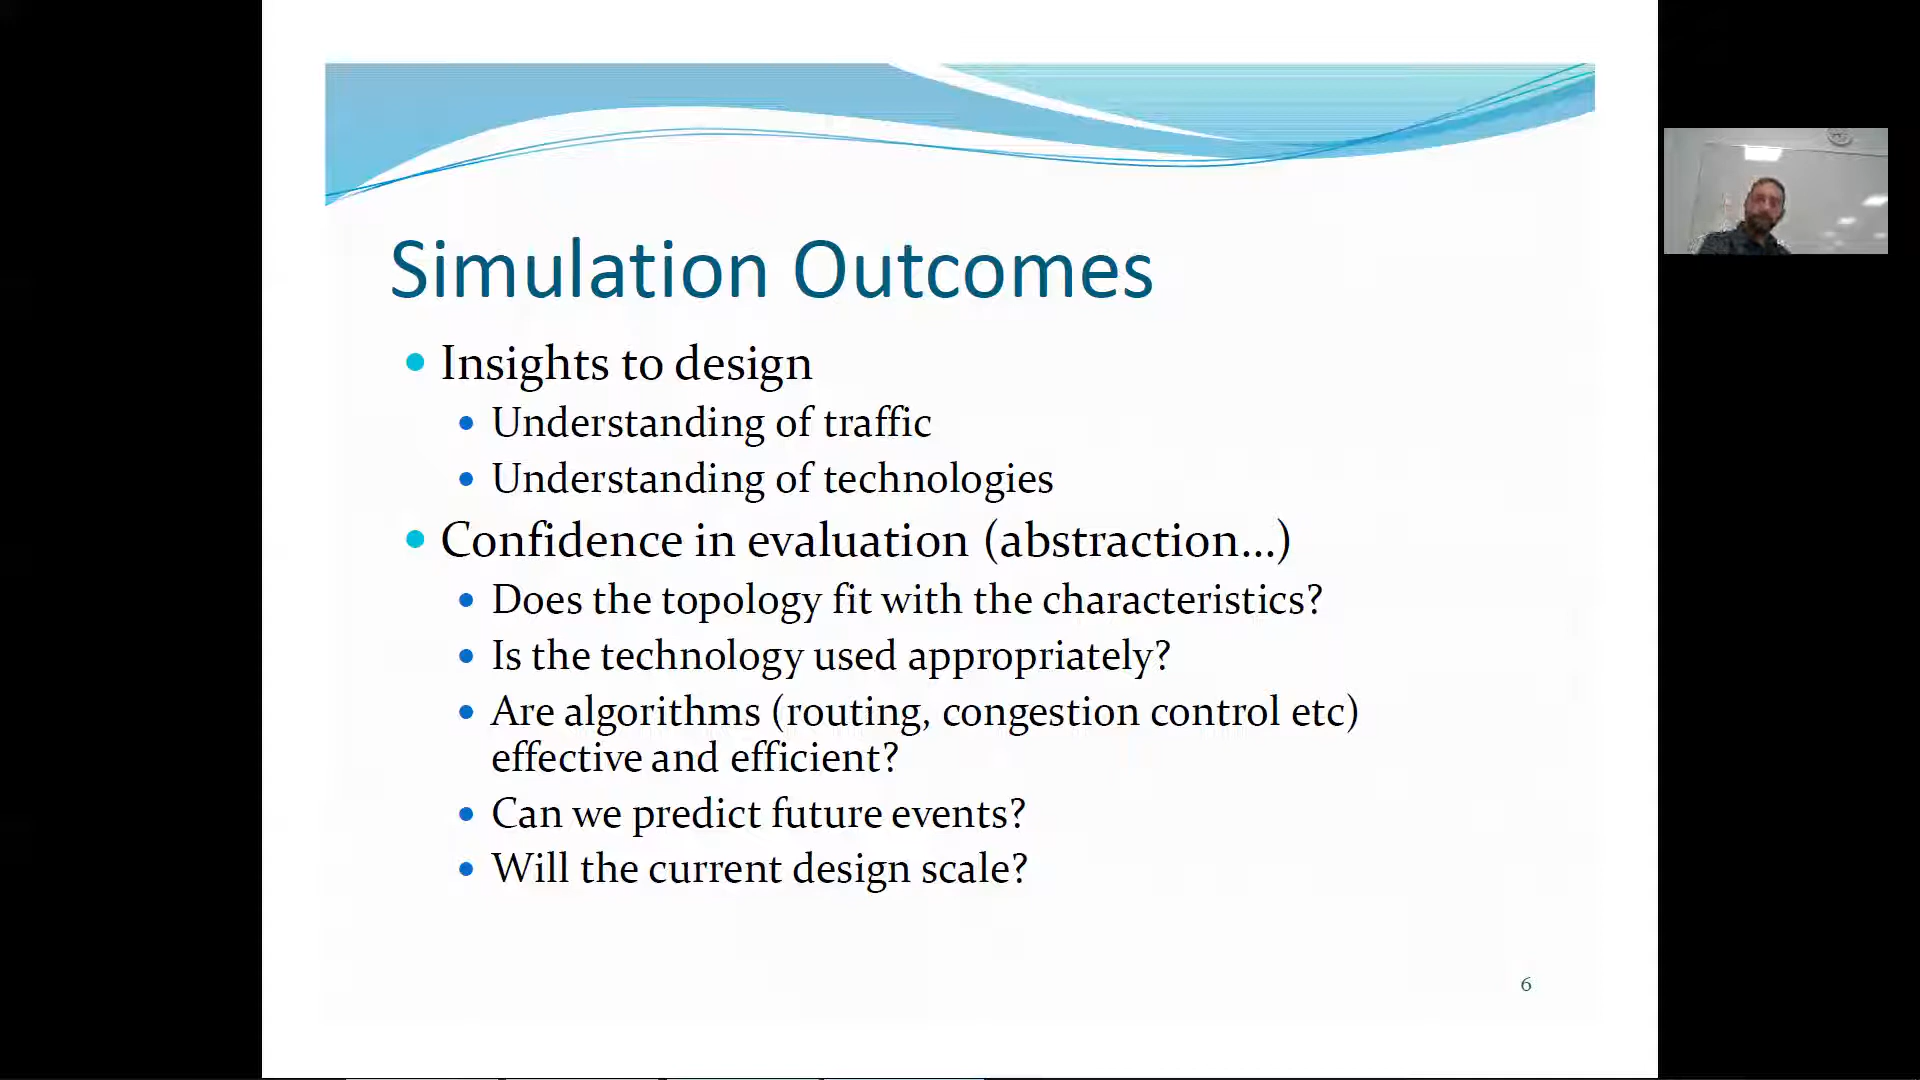 Simulation Outcomes
Insights to design
Understanding of traffic
Understanding of technologies
Confidence in evaluation (abstraction...)
Does the topology fit with the characteristics?
Is the technology used appropriately?
Are algorithms (routing, congestion control etc)
effective and efficient?
Can we predict future events?
Will the current design scale?
6